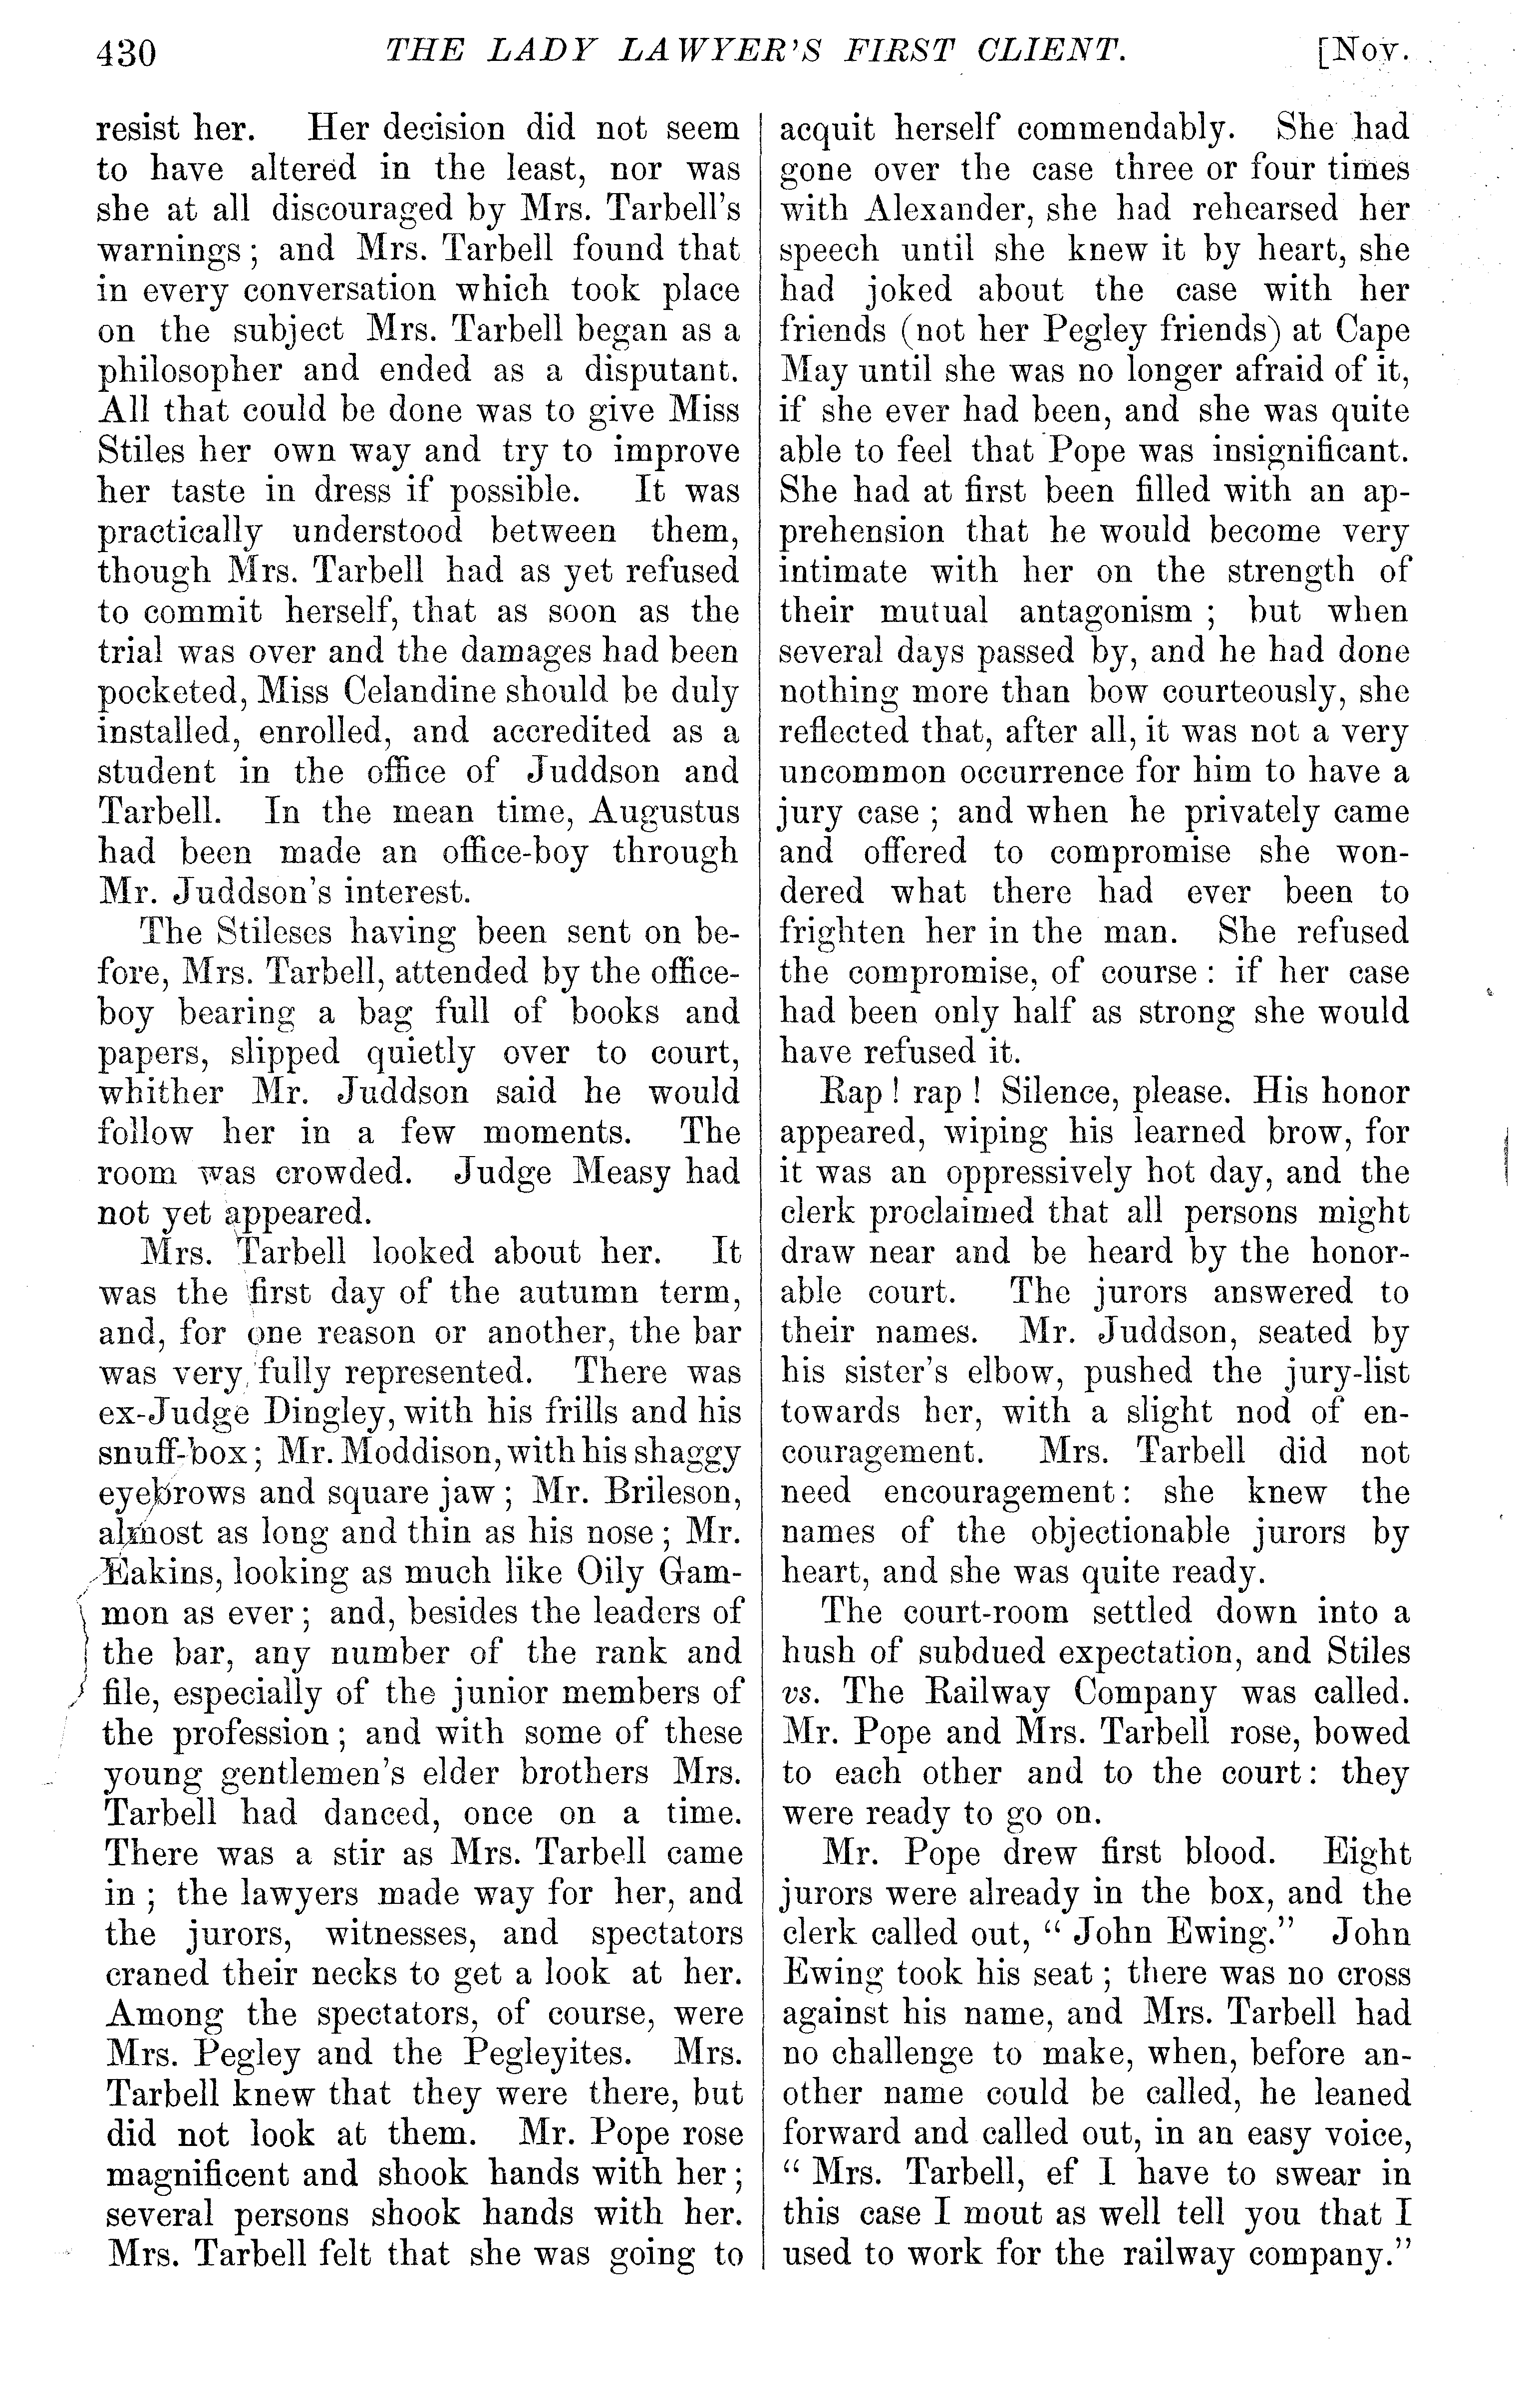 430 THE LADY LAWYER'S FIRST CLIENT. [Nov.
resist her. Her decision did not seem
to have altered in the least, nor was
she at all discouraged by Mrs. Tarbell's
warnings; and Mrs. Tarbell found that
in every conversation which took place
on the subject Mrs. Tarbell began as a
philosopher and ended as a disputant.
All that could be done was to give Miss
Stiles her own way and try to improve
her taste in dress if possible. It was
practically understood between them,
though Mrs. Tarbell had as yet refused
to commit herself, that as soon as the
trial was over and the damages had been
pocketed, Miss Celandine should be duly
installed, enrolled, and accredited as a
student in the office of Juddson and
Tarbell. In the mean time, Augustus
had been made an office-boy through
Mr. Juddson's interest.
The Stileses having been sent on be-
fore, Mrs. Tarbell, attended by the office-
boy bearing a bag full of books and
papers, slipped quietly over to court,
whither Mr. Juddson said he would
follow her in a few moments. The
room was crowded. Judge Measy had
not yet appeared.
Mrs. Tarbell looked about her. It
was the first day of the autumn term,
and, for one reason or another, the bar
was very fully represented. There was
ex-Judge Dingley, with his frills and his
snuff-box; Mr. Moddison, with his shaggy
eyebrows and square jaw; Mr. Brileson,
almost as long and thin as his nose; Mr.
Eakins, looking as much like Oily Gam-
mon as ever; and, besides the leaders of
the bar, any number of the rank and
file, especially of the junior members of
the profession; and with some of these
young gentlemen's elder brothers Mrs.
Tarbell had danced, once on a time.
There was a stir as Mrs. Tarbell came
in; the lawyers made way for her, and
the jurors, witnesses, and spectators
craned their necks to get a look at her.
Among the spectators, of course, were
Mrs. Pegley and the Pegleyites. Mrs.
Tarbell knew that they were there, but
did not look at them. Mr. Pope rose
magnificent and shook hands with her;
several persons shook hands with her.
Mrs. Tarbell felt that she was going to
acquit herself commendably. She had
gone over the case three or four times
with Alexander, she had rehearsed her
speech until she knew it by heart, she
had joked about the case with her
friends (not her Pegley friends) at Cape
May until she was no longer afraid of it,
if she ever had been, and she was quite
able to feel that Pope was insignificant.
She had at first been filled with an ap-
prehension that he would become very
intimate with her on the strength of
their mutual antagonism; but when
several days passed by, and he had done
nothing more than bow courteously, she
reflected that, after all, it was not a very
uncommon occurrence for him to have a
jury case; and when he privately came
and offered to compromise she won-
dered what there had ever been to
frighten her in the man. She refused
the compromise, of course: if her case
had been only half as strong she would
have refused it.
Rap! rap! Silence, please. His honor
appeared, wiping his learned brow, for
it was an oppressively hot day, and the
clerk proclaimed that all persons might
draw near and be heard by the honor-
able court. The jurors answered to
their names. Mr. Juddson, seated by
his sister's elbow, pushed the jury-list
towards her, with a slight nod of en-
couragement. Mrs. Tarbell did not
need encouragement: she knew the
names of the objectionable jurors by
heart, and she was quite ready.
The court-room settled down into a
hush of subdued expectation, and Stiles
vs. The Railway Company was called.
Mr. Pope and Mrs. Tarbell rose, bowed
to each other and to the court: they
were ready to go on.
Mr. Pope drew first blood. Eight
jurors were already in the box, and the
clerk called out, "John Ewing." John
Ewing took his seat; there was no cross
against his name, and Mrs. Tarbell had
no challenge to make, when, before an-
other name could be called, he leaned
forward and called out, in an easy voice,
"Mrs. Tarbell, ef I have to swear in
this case I mout as well tell you that I
used to work for the railway company."